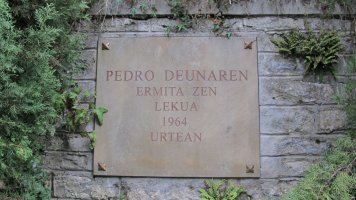 PEDRO DEUNAREN
ERMITA ZEN
LEKUA
1964
URTEAN